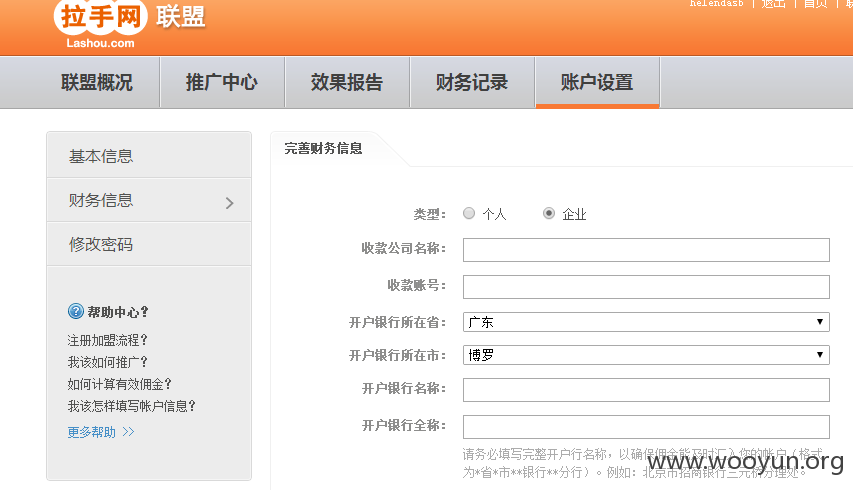 拉手网 联盟
Lashou.com
helendasb | 退出 | 首页 |
联盟概况 推广中心 效果报告 财务记录 账户设置
基本信息
财务信息
修改密码
帮助中心?
注册加盟流程?
我该如何推广?
如何计算有效佣金?
我该怎样填写帐户信息?
更多帮助 >>
完善财务信息
类型: 个人 企业
收款公司名称:
收款账号:
开户银行所在省: 广东
开户银行所在市: 博罗
开户银行名称:
开户银行全称:
请务必填写完整开户行名称，以确保佣金能及时汇入您的帐户（格式
为*省*市**银行**分行）。例如：北京市招商银行三元桥分理处。
www.wooyun.org